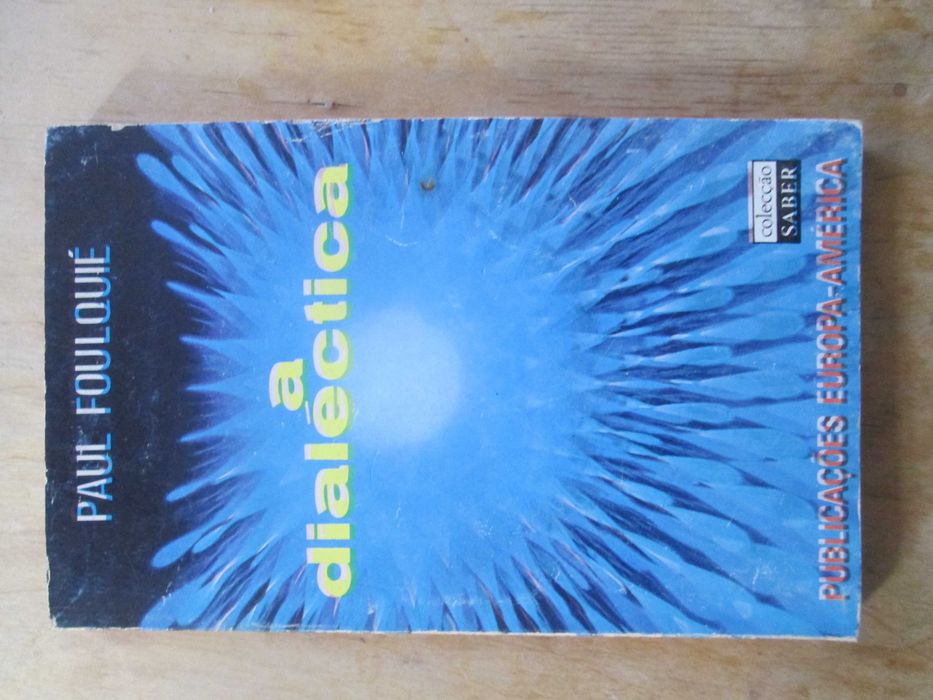 PAUL FOULQUIÉ
a
dialéctica
colecção
SABER
PUBLICAÇÕES EUROPA-AMÉRICA